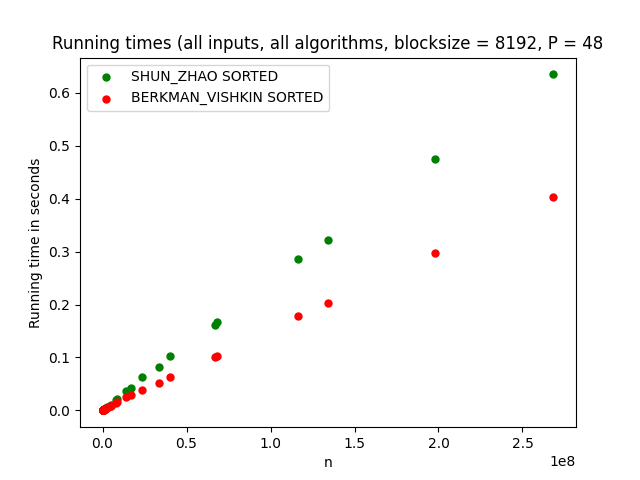 Running times (all inputs, all algorithms, blocksize = 8192, P = 48
SHUN_ZHAO SORTED
BERKMAN_VISHKIN SORTED
Running time in seconds
0.6
0.5
0.4
0.3
0.2
0.1
0.0
0.0 0.5 1.0 1.5 2.0 2.5
1e8
n